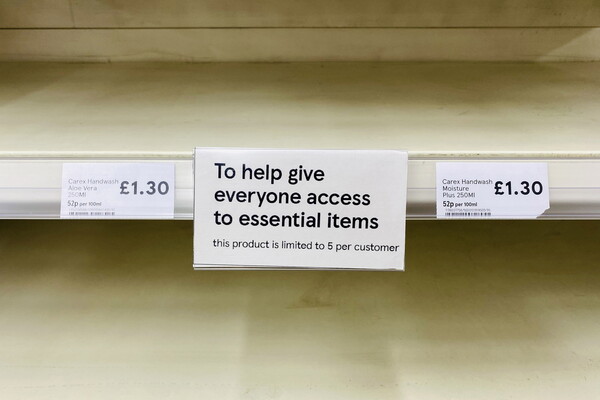 Carex Handwash
Aloe Vera
250Ml
£1.30
52p per 100ml
To help give
everyone access
to essential items
this product is limited to 5 per customer
Carex Handwash
Moisture
Plus 250Ml
£1.30
52p per 100ml